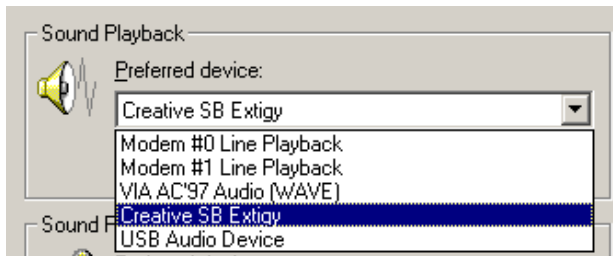 Sound Playback
Preferred device:
Creative SB Extigy
Modem #0 Line Playback
Modem #1 Line Playback
VIA AC'97 Audio (WAVE)
Creative SB Extigy
Sound
USB Audio Device